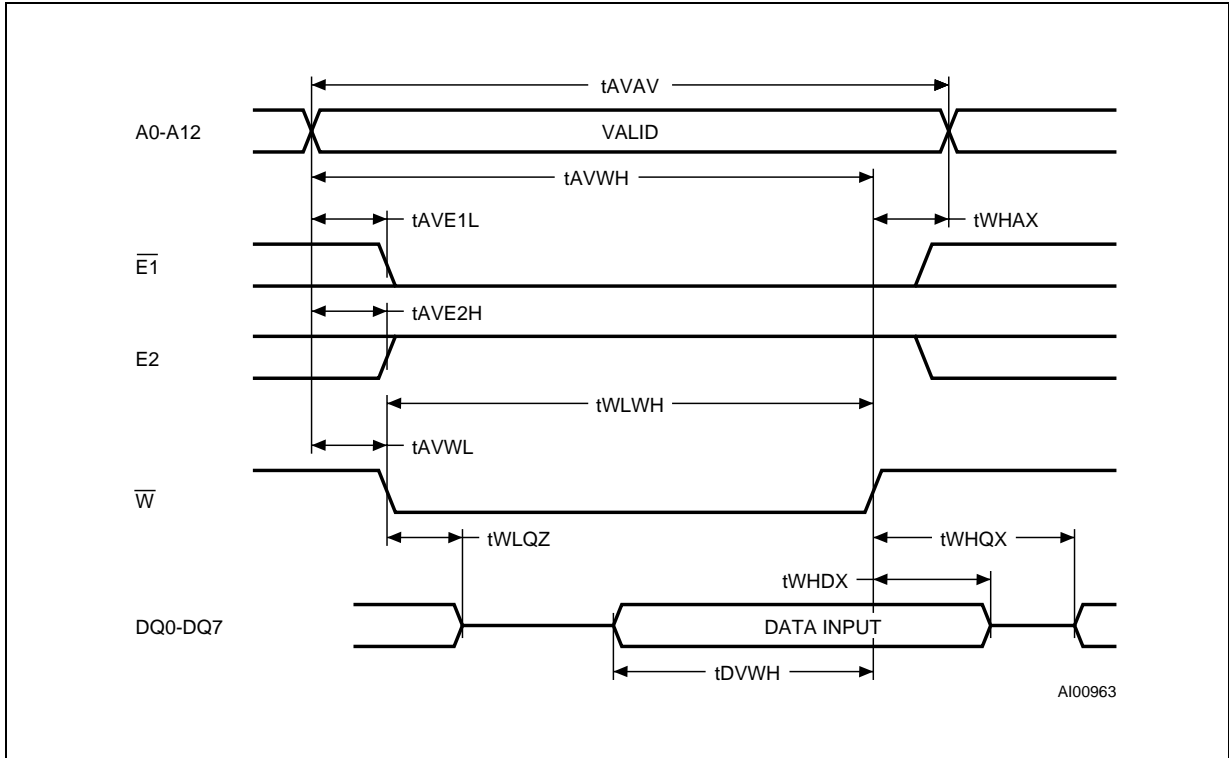 tAVAV
A0-A12
VALID
tAVWH
tAVE1L
tWHAX
E1
tAVE2H
E2
tWLWH
tAVWL
W
tWLQZ
tWHQX
tWHDX
DQ0-DQ7
DATA INPUT
tDVWH
AI00963